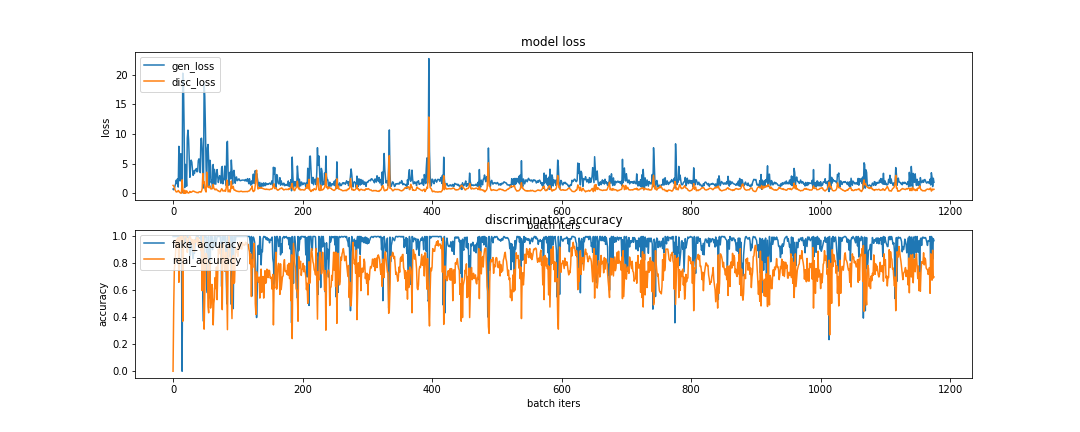 model loss
gen_loss
disc_loss
20
15
10
5
0
loss
0 200 400 600 800 1000 1200
batch iters
discriminator accuracy
fake_accuracy
real_accuracy
1.0
0.8
0.6
0.4
0.2
0.0
accuracy
0 200 400 600 800 1000 1200
batch iters